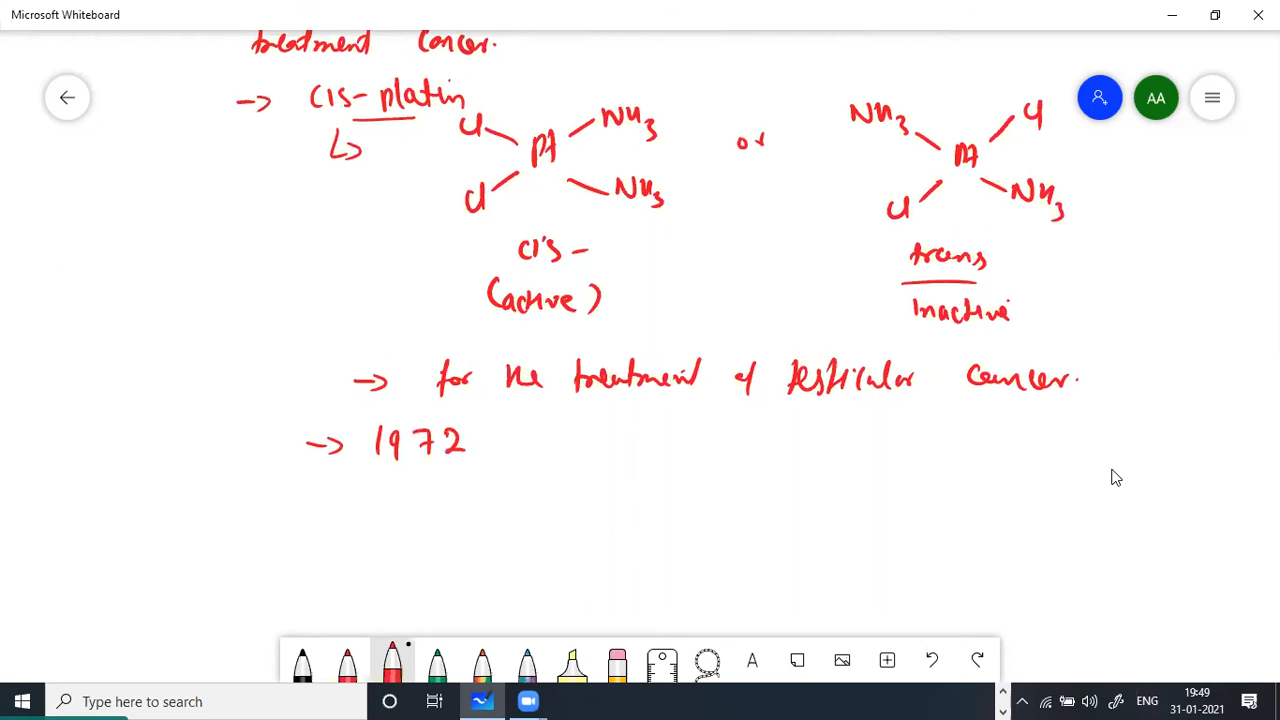 Microsoft Whiteboard
treatment cancer.
→ cis-platin
Cl NH3 or NH3 Cl
Pt Pt
Cl NH3 Cl NH3
cis - trans
(active) Inactive
→ for the treatment of testicular cancer.
→ 1972
AA
A
Type here to search
ENG
19:49
31-01-2021